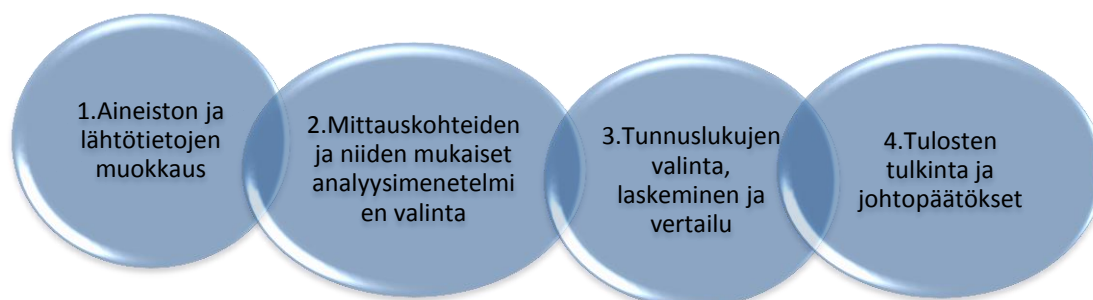 1.Aineiston ja
lähtötietojen
muokkaus
2.Mittauskohteiden
ja niiden mukaiset
analyysimenetelmi
en valinta
3.Tunnuslukujen
valinta,
laskeminen ja
vertailu
4.Tulosten
tulkinta ja
johtopäätökset